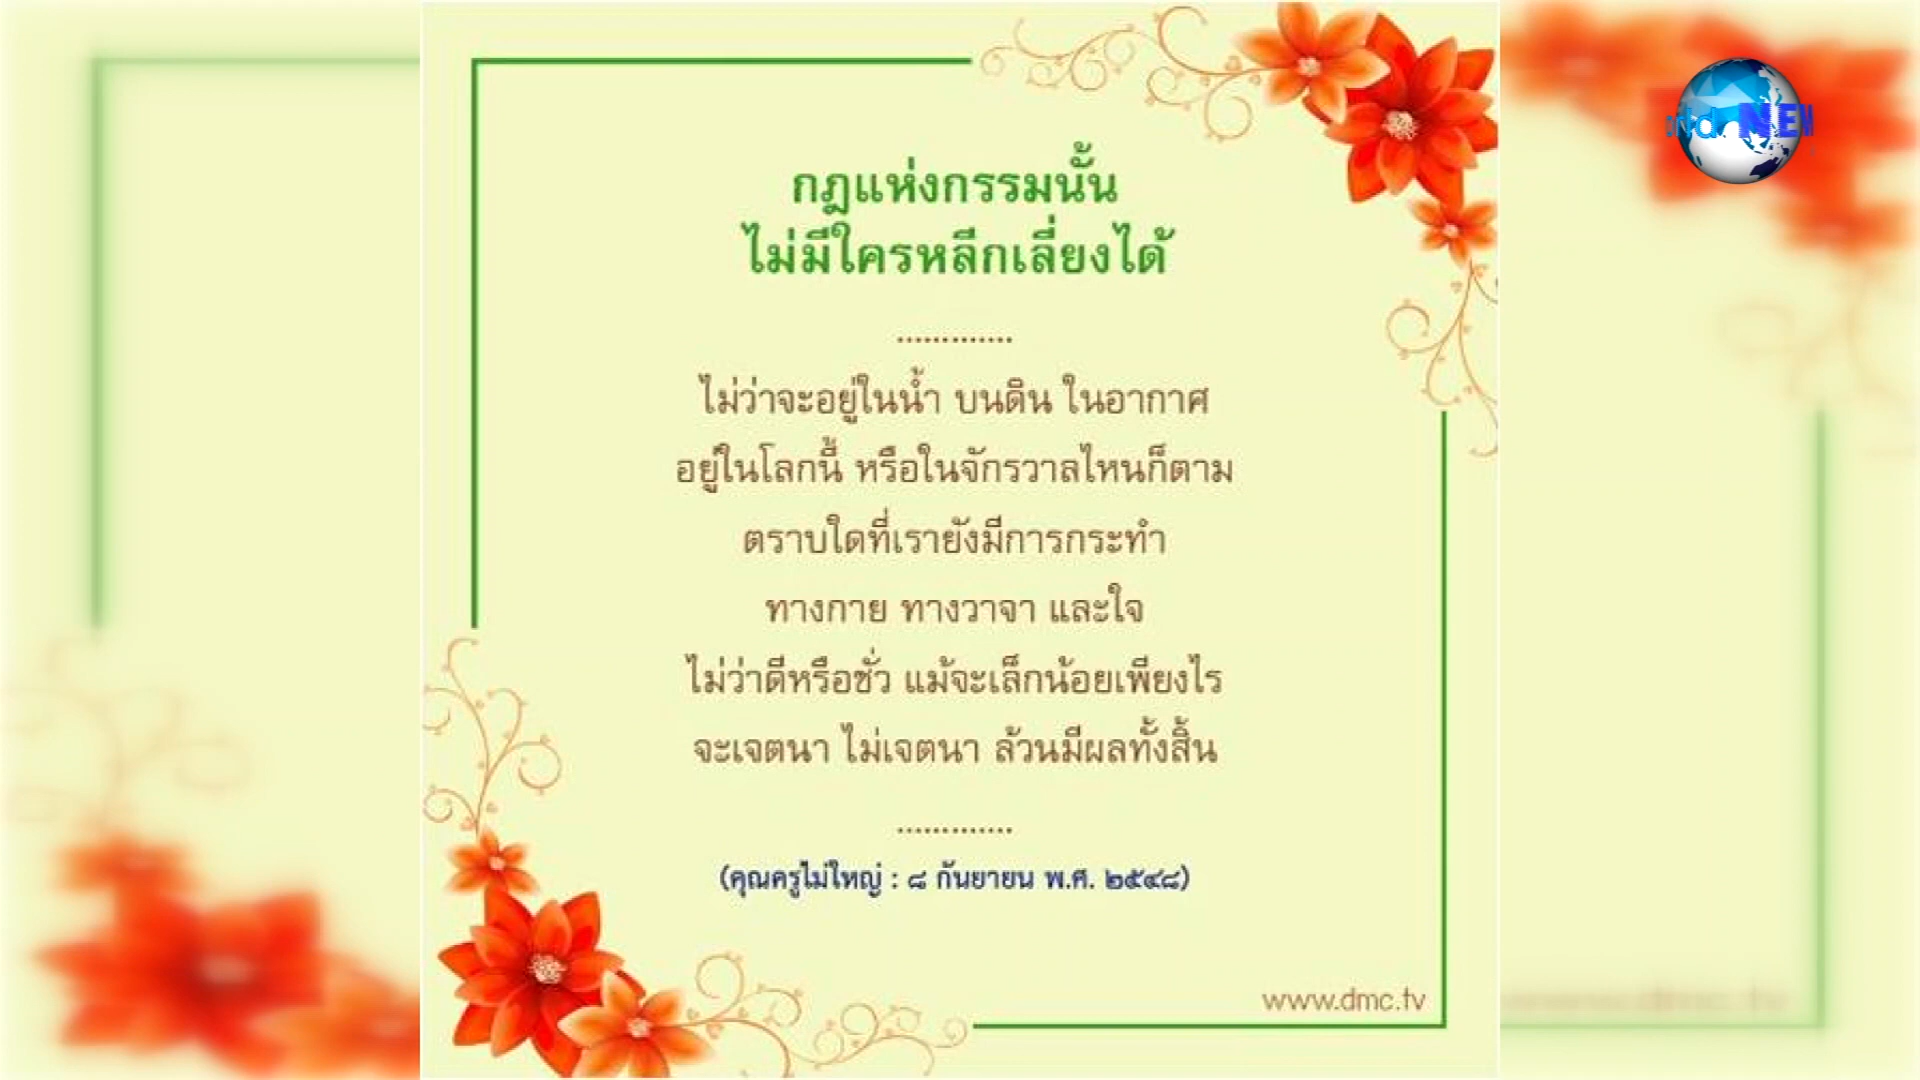 กฎแห่งกรรมนั้น
ไม่มีใครหลีกเลี่ยงได้
.............
ไม่ว่าจะอยู่ในน้ำ บนดิน ในอากาศ
อยู่ในโลกนี้ หรือในจักรวาลไหนก็ตาม
ตราบใดที่เรายังมีการกระทำ
ทางกาย ทางวาจา และใจ
ไม่ว่าดีหรือชั่ว แม้จะเล็กน้อยเพียงไร
จะเจตนา ไม่เจตนา ล้วนมีผลทั้งสิ้น
.............
(คุณครูไม่ใหญ่ : ๘ กันยายน พ.ศ. ๒๕๔๘)
www.dmc.tv